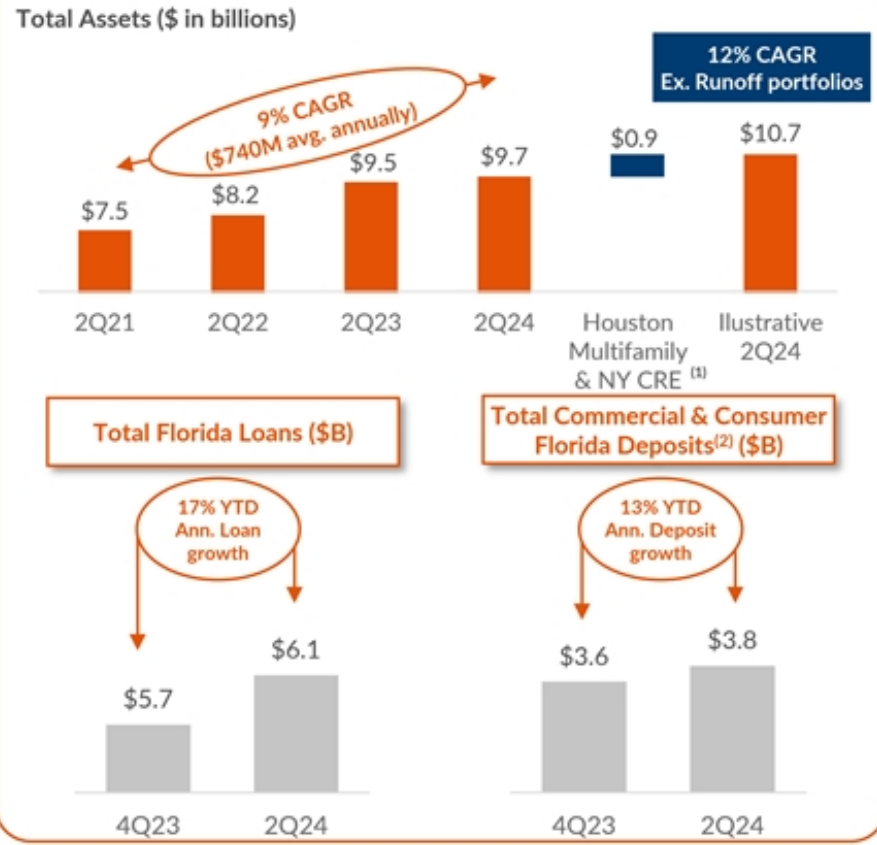 Total Assets ($ in billions)
12% CAGR
Ex. Runoff portfolios
9% CAGR
($740M avg. annually)
$7.5
$8.2
$9.5
$9.7
$0.9
$10.7
2Q21
2Q22
2Q23
2Q24
Houston
Multifamily
& NY CRE (1)
Ilustrative
2Q24
Total Florida Loans ($B)
17% YTD
Ann. Loan
growth
$5.7
$6.1
4Q23
2Q24
Total Commercial & Consumer
Florida Deposits(2) ($B)
13% YTD
Ann. Deposit
growth
$3.6
$3.8
4Q23
2Q24